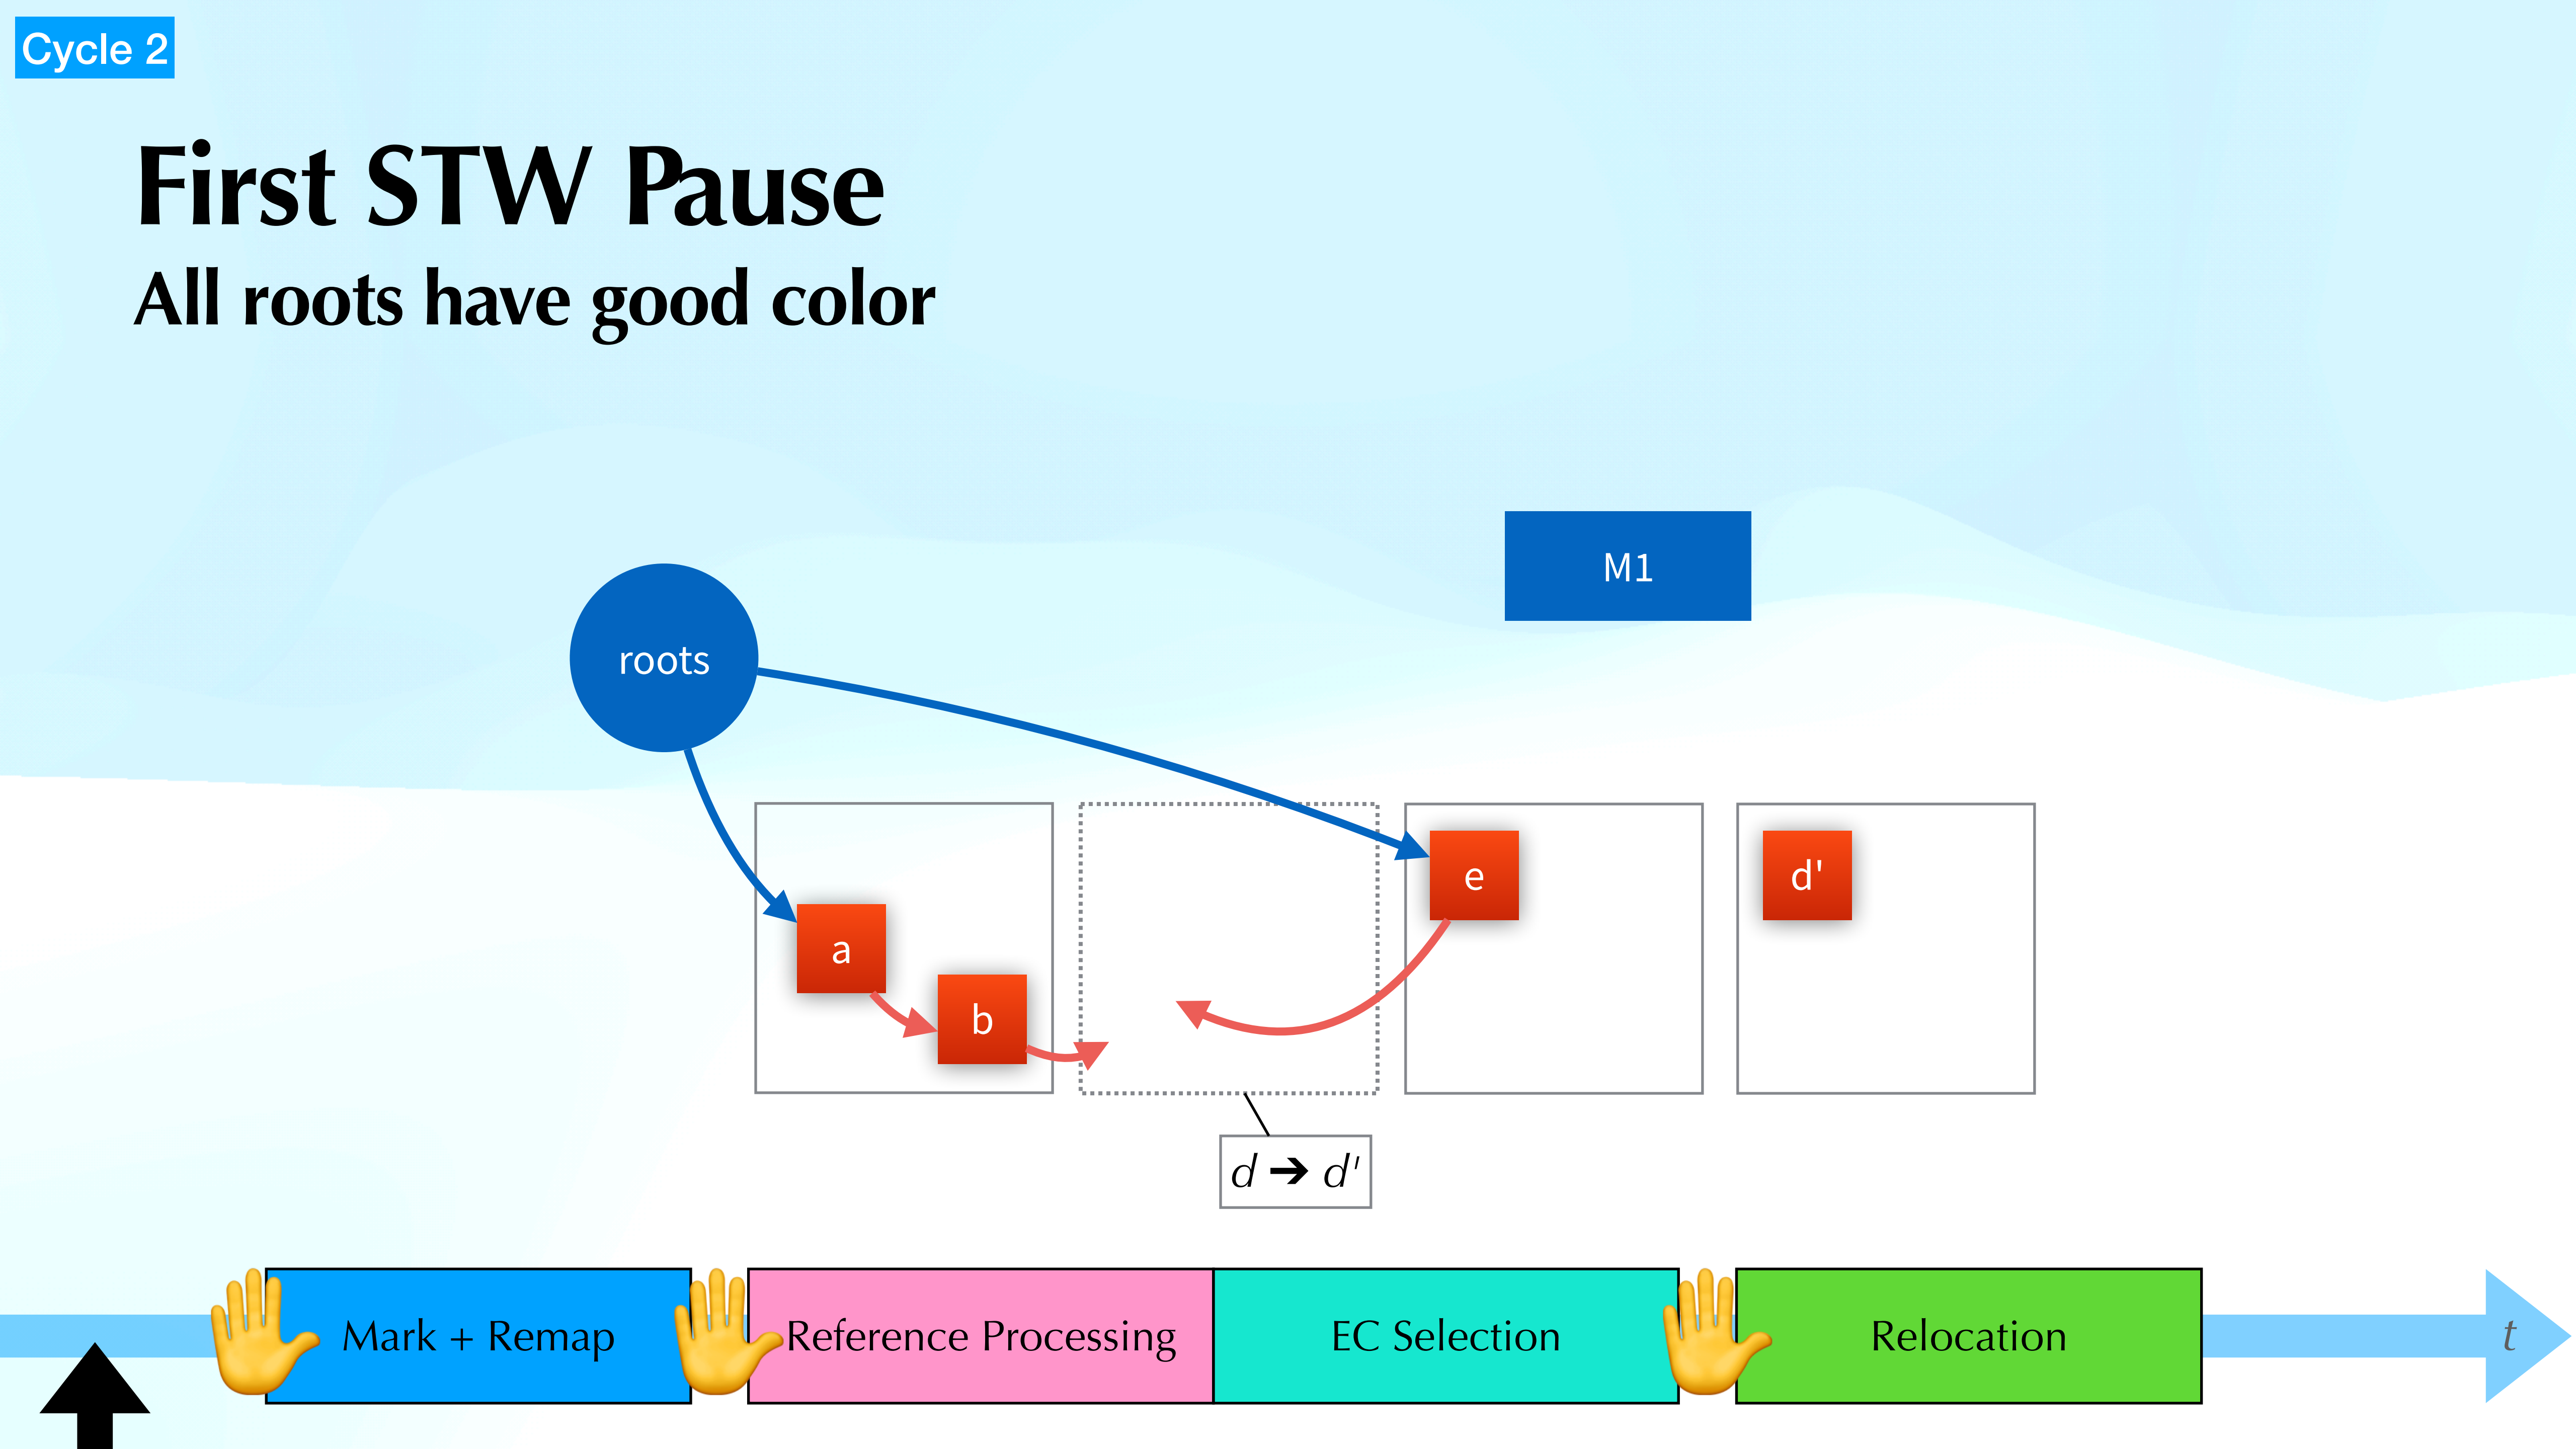 Cycle 2
First STW Pause
All roots have good color
M1
roots
e
d'
a
b
d ➔ d'
Mark + Remap
Reference Processing
EC Selection
Relocation
t